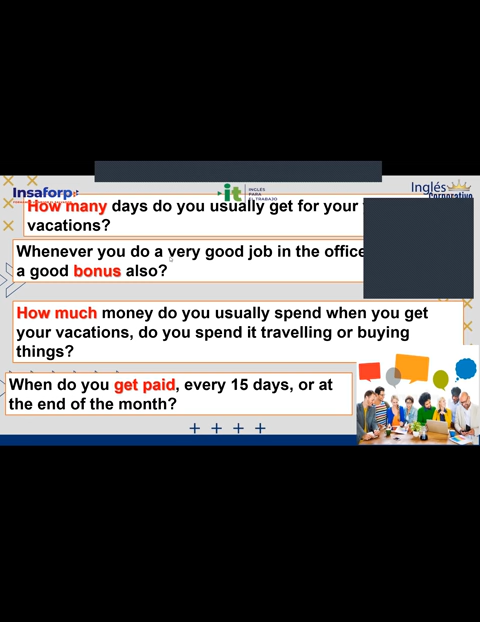 Insaforp
it
INGLÉS
PARA
EL TRABAJO
Inglés
Corporativo
How many days do you usually get for your
vacations?
Whenever you do a very good job in the office
a good bonus also?
How much money do you usually spend when you get
your vacations, do you spend it travelling or buying
things?
When do you get paid, every 15 days, or at
the end of the month?